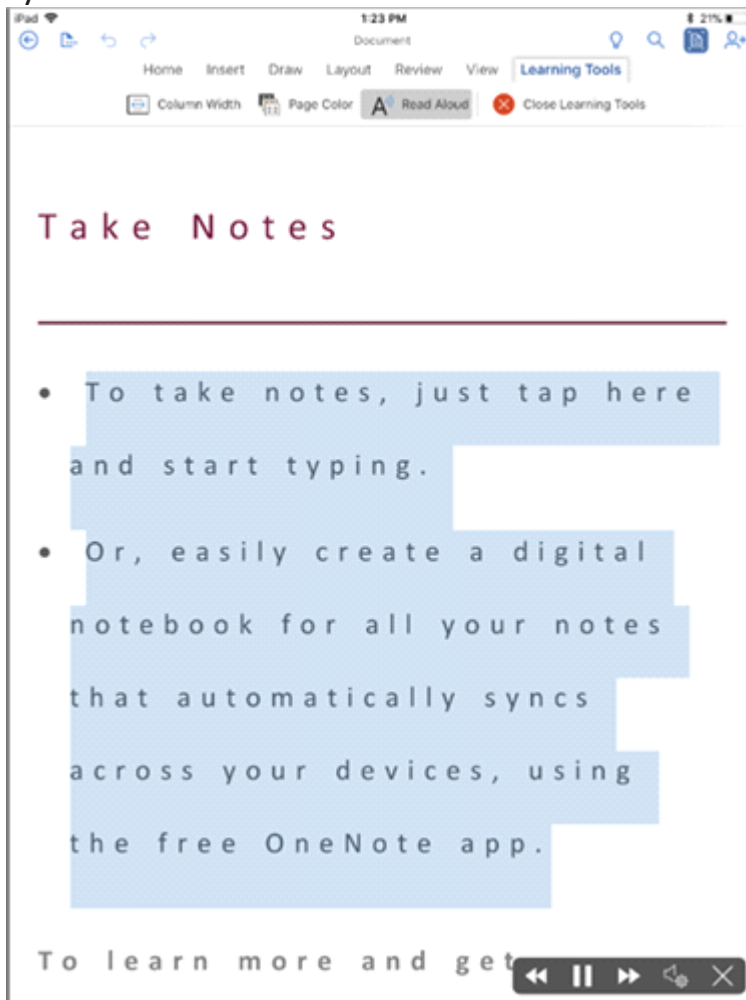 iPad 1:23 PM 21%
Document
Home Insert Draw Layout Review View Learning Tools
Column Width Page Color Read Aloud Close Learning Tools
Take Notes
• To take notes, just tap here
and start typing.
• Or, easily create a digital
notebook for all your notes
that automatically syncs
across your devices, using
the free OneNote app.
To learn more and get